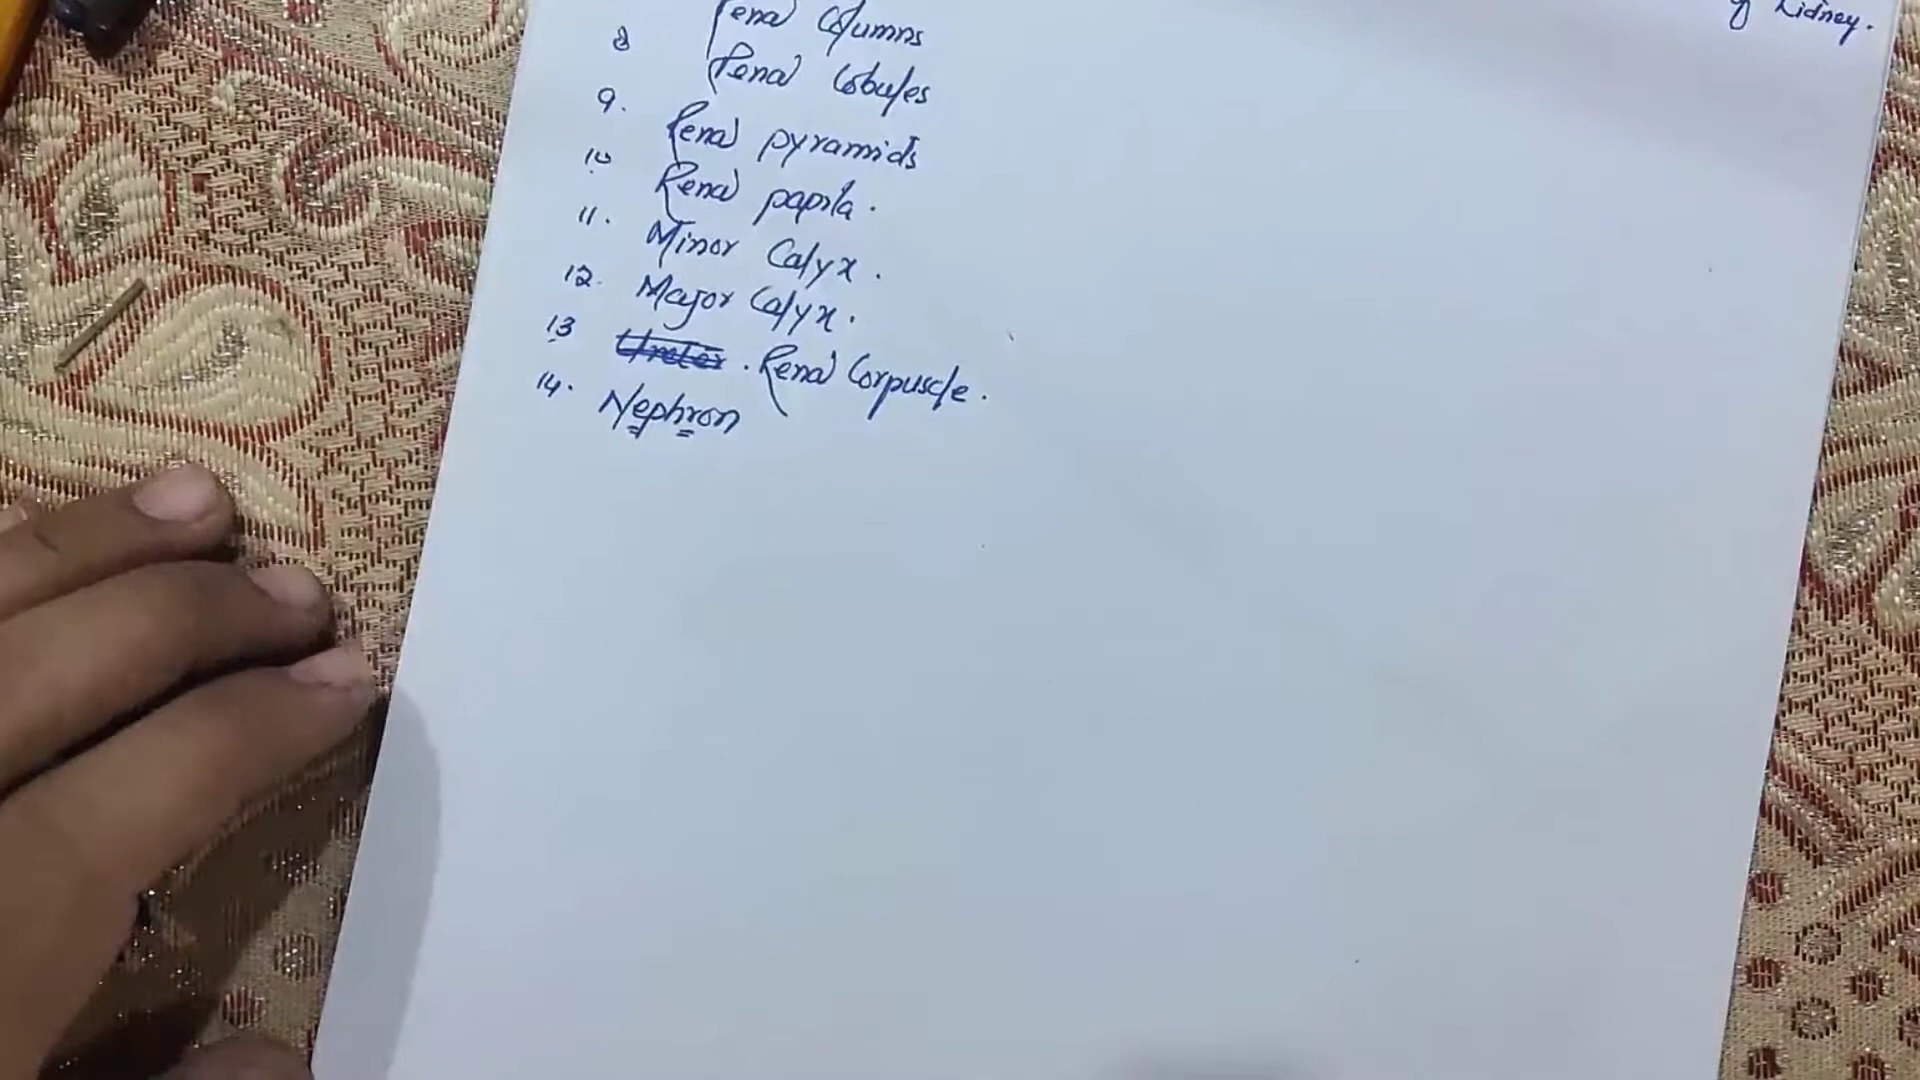 Renal Columns
of Kidney.
8 Renal Lobules
9. Renal pyramids
10 Renal papila.
11. Minor Calyx.
12. Major Calyx.
13 Ureter. Renal Corpuscle.
14. Nephron